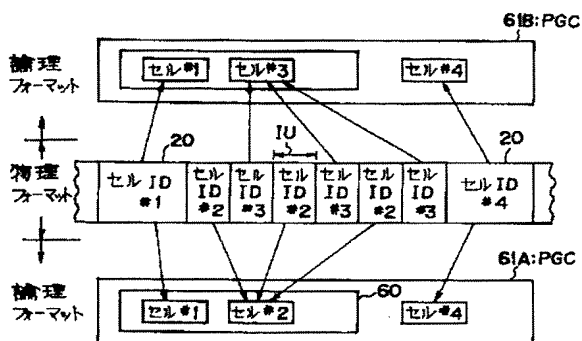 61B:PGC
論理
フォーマット
セル#1
セル#3
セル#4
IU
20
20
物理
フォーマット
セル ID
#1
セル
ID
#2
セル
ID
#3
セル
ID
#2
セル
ID
#3
セル
ID
#2
セル
ID
#3
セル ID
#4
61A:PGC
論理
フォーマット
60
セル#1
セル#2
セル#4